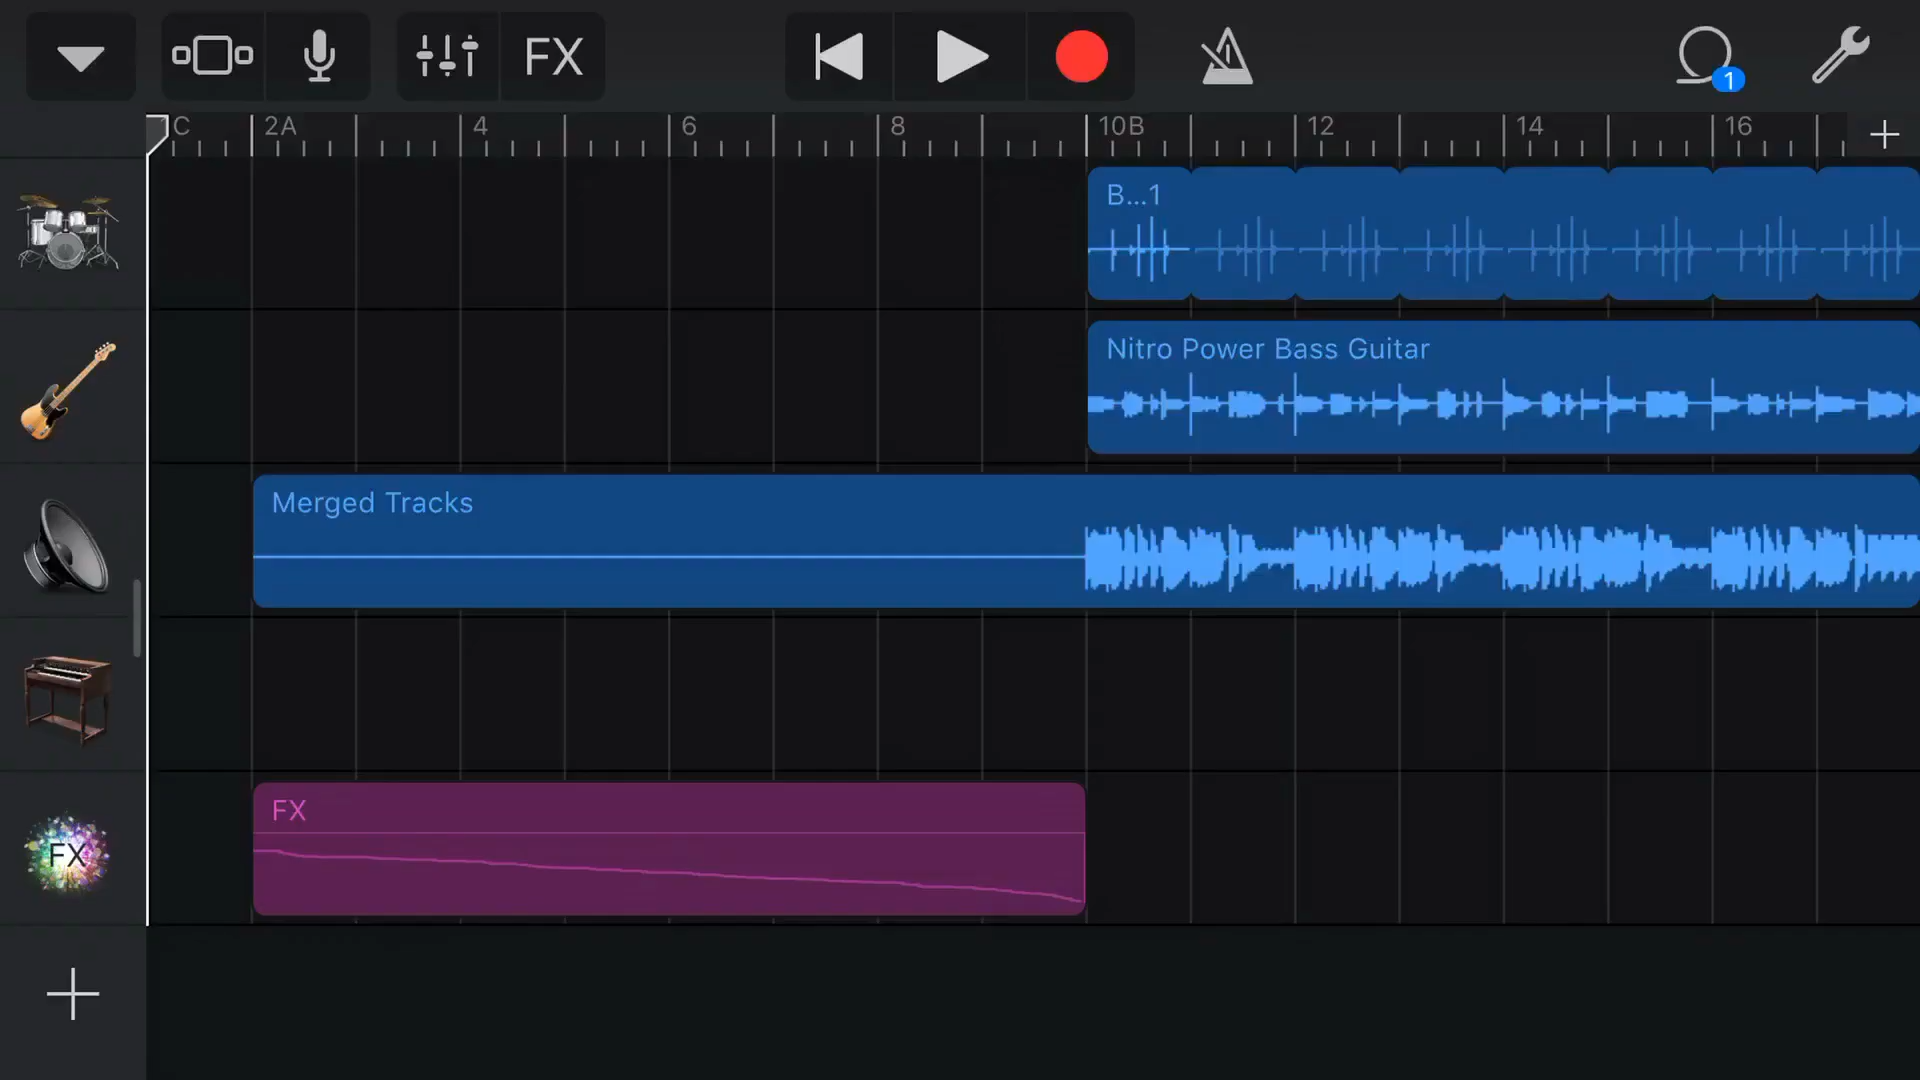 FX
1
C 2A 4 6 8 10B 12 14 16
B...1
Nitro Power Bass Guitar
Merged Tracks
FX
FX